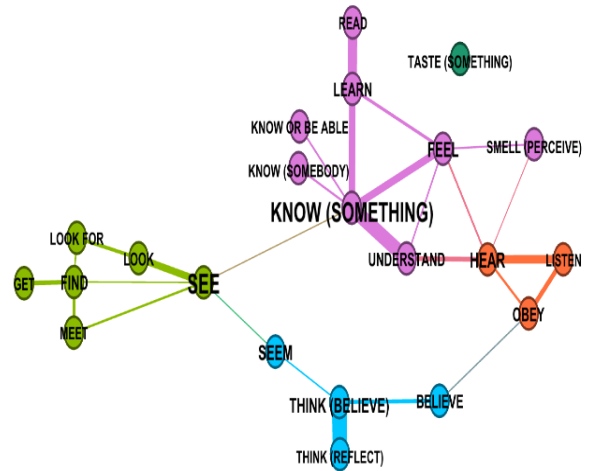 READ
TASTE (SOMETHING)
LEARN
KNOW OR BE ABLE
FEEL
SMELL (PERCEIVE)
KNOW (SOMEBODY)
KNOW (SOMETHING)
LOOK FOR
LOOK
UNDERSTAND
HEAR
LISTEN
GET
FIND
SEE
OBEY
MEET
SEEM
THINK (BELIEVE)
BELIEVE
THINK (REFLECT)